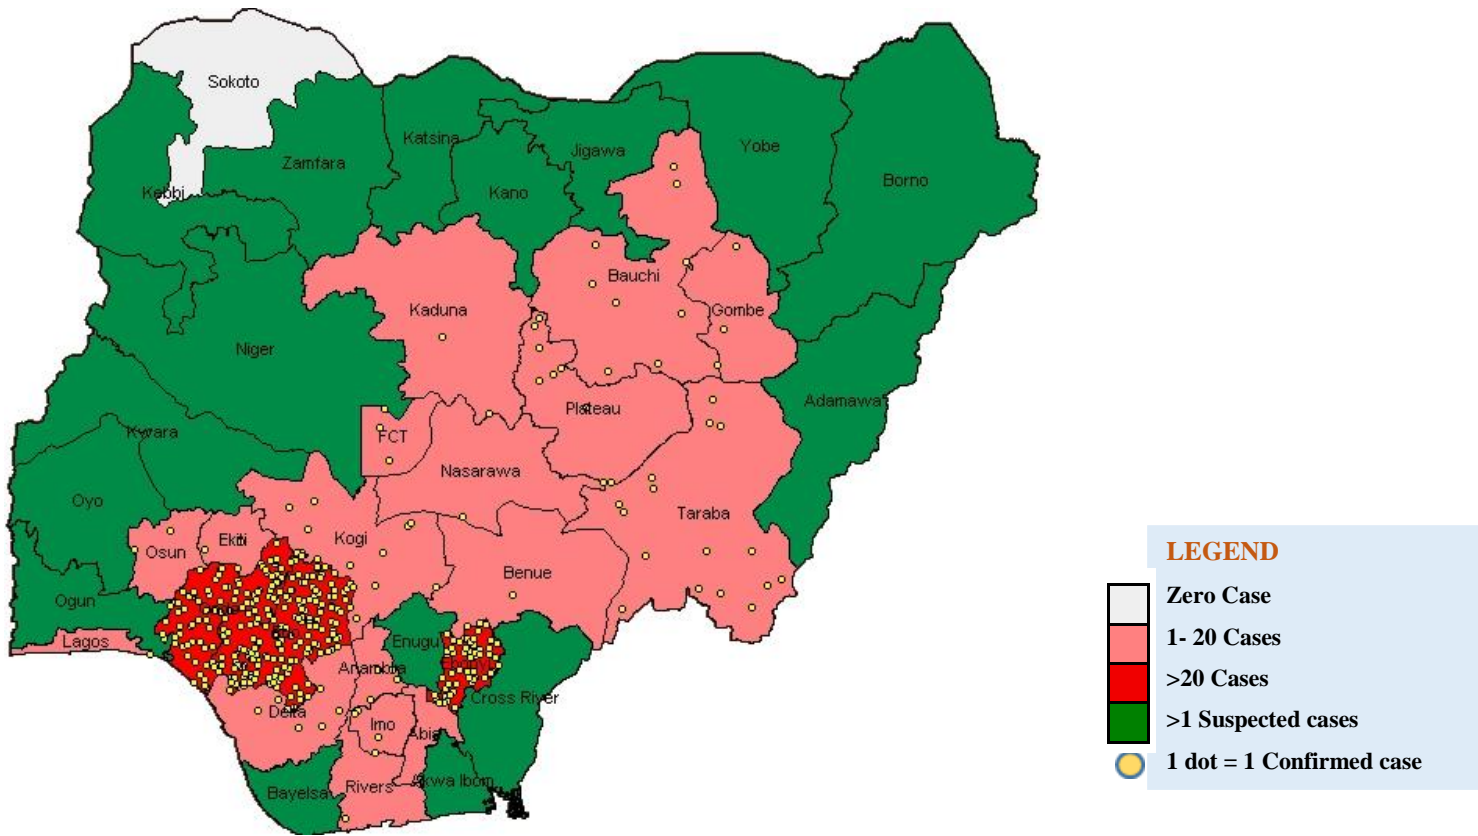 Sokoto
Katsina
Zamfara
Jigawa
Yobe
Borno
Kebbi
Kano
Bauchi
Kaduna
Gombe
Niger
Adamawa
Plateau
Kwara
FCT
Nasarawa
Oyo
Taraba
Osun
Ekiti
Kogi
Benue
Ogun
Edo
Lagos
Enugu
Ebonyi
Anambra
Cross River
Delta
Imo
Abia
Bayelsa
Rivers
Akwa Ibom
LEGEND
Zero Case
1- 20 Cases
>20 Cases
>1 Suspected cases
1 dot = 1 Confirmed case